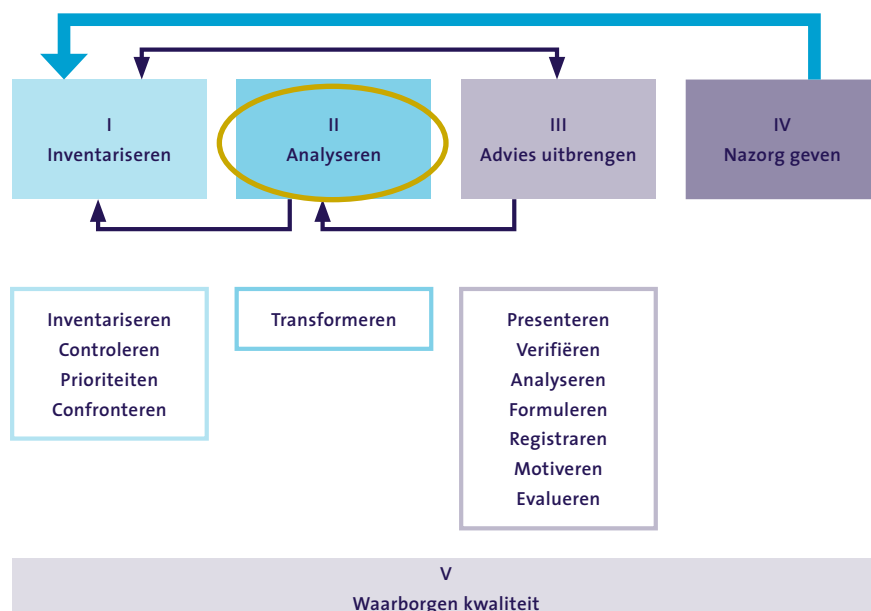 I
Inventariseren
II
Analyseren
III
Advies uitbrengen
IV
Nazorg geven
Inventariseren
Controleren
Prioriteiten
Confronteren
Transformeren
Presenteren
Verifiëren
Analyseren
Formuleren
Registraren
Motiveren
Evalueren
V
Waarborgen kwaliteit